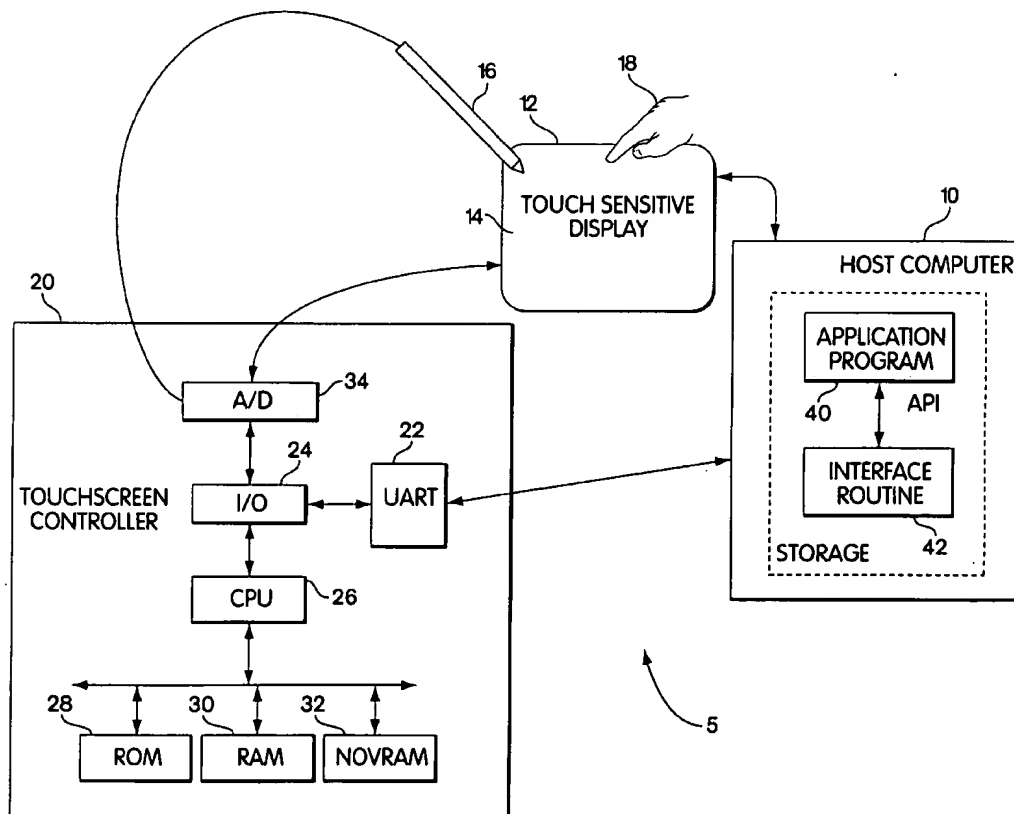 16
18
12
TOUCH SENSITIVE
DISPLAY
14
10
HOST COMPUTER
APPLICATION
PROGRAM
40
API
INTERFACE
ROUTINE
42
STORAGE
20
A/D
34
24
22
TOUCHSCREEN
CONTROLLER
I/O
UART
CPU
26
28
30
32
ROM
RAM
NOVRAM
5